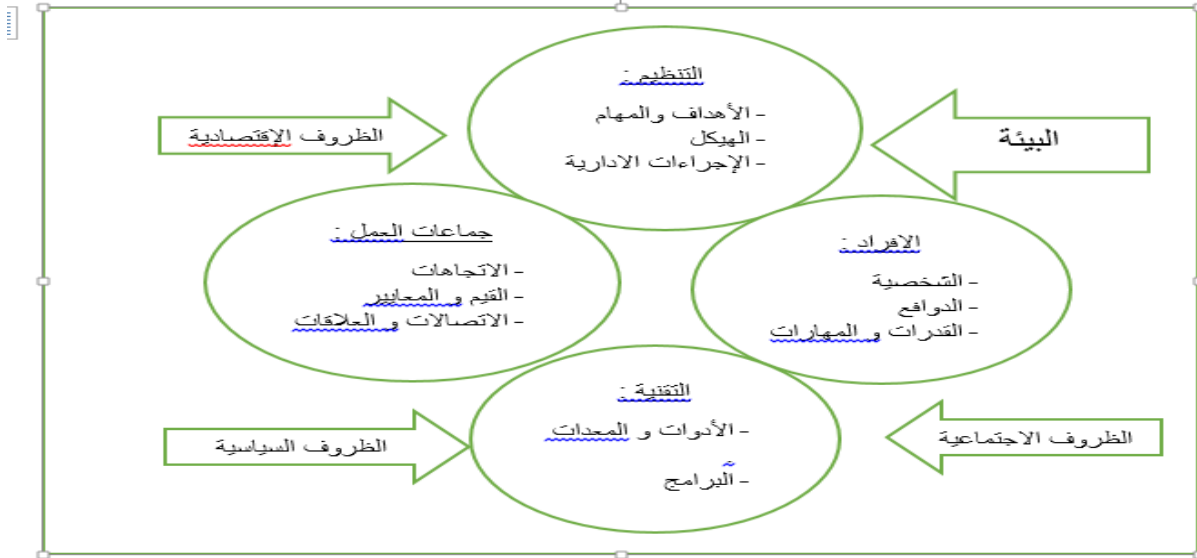 التنظيم :
- الأهداف والمهام
- الهيكل
- الإجراءات الادارية
البيئة
الظروف الإقتصادية
الافراد :
- الشخصية
- الدوافع
- القدرات و المهارات
جماعات العمل :
- الاتجاهات
- القيم و المعايير
- الاتصالات و العلاقات
التقنية :
- الأدوات و المعدات
- البرامج
الظروف الاجتماعية
الظروف السياسية